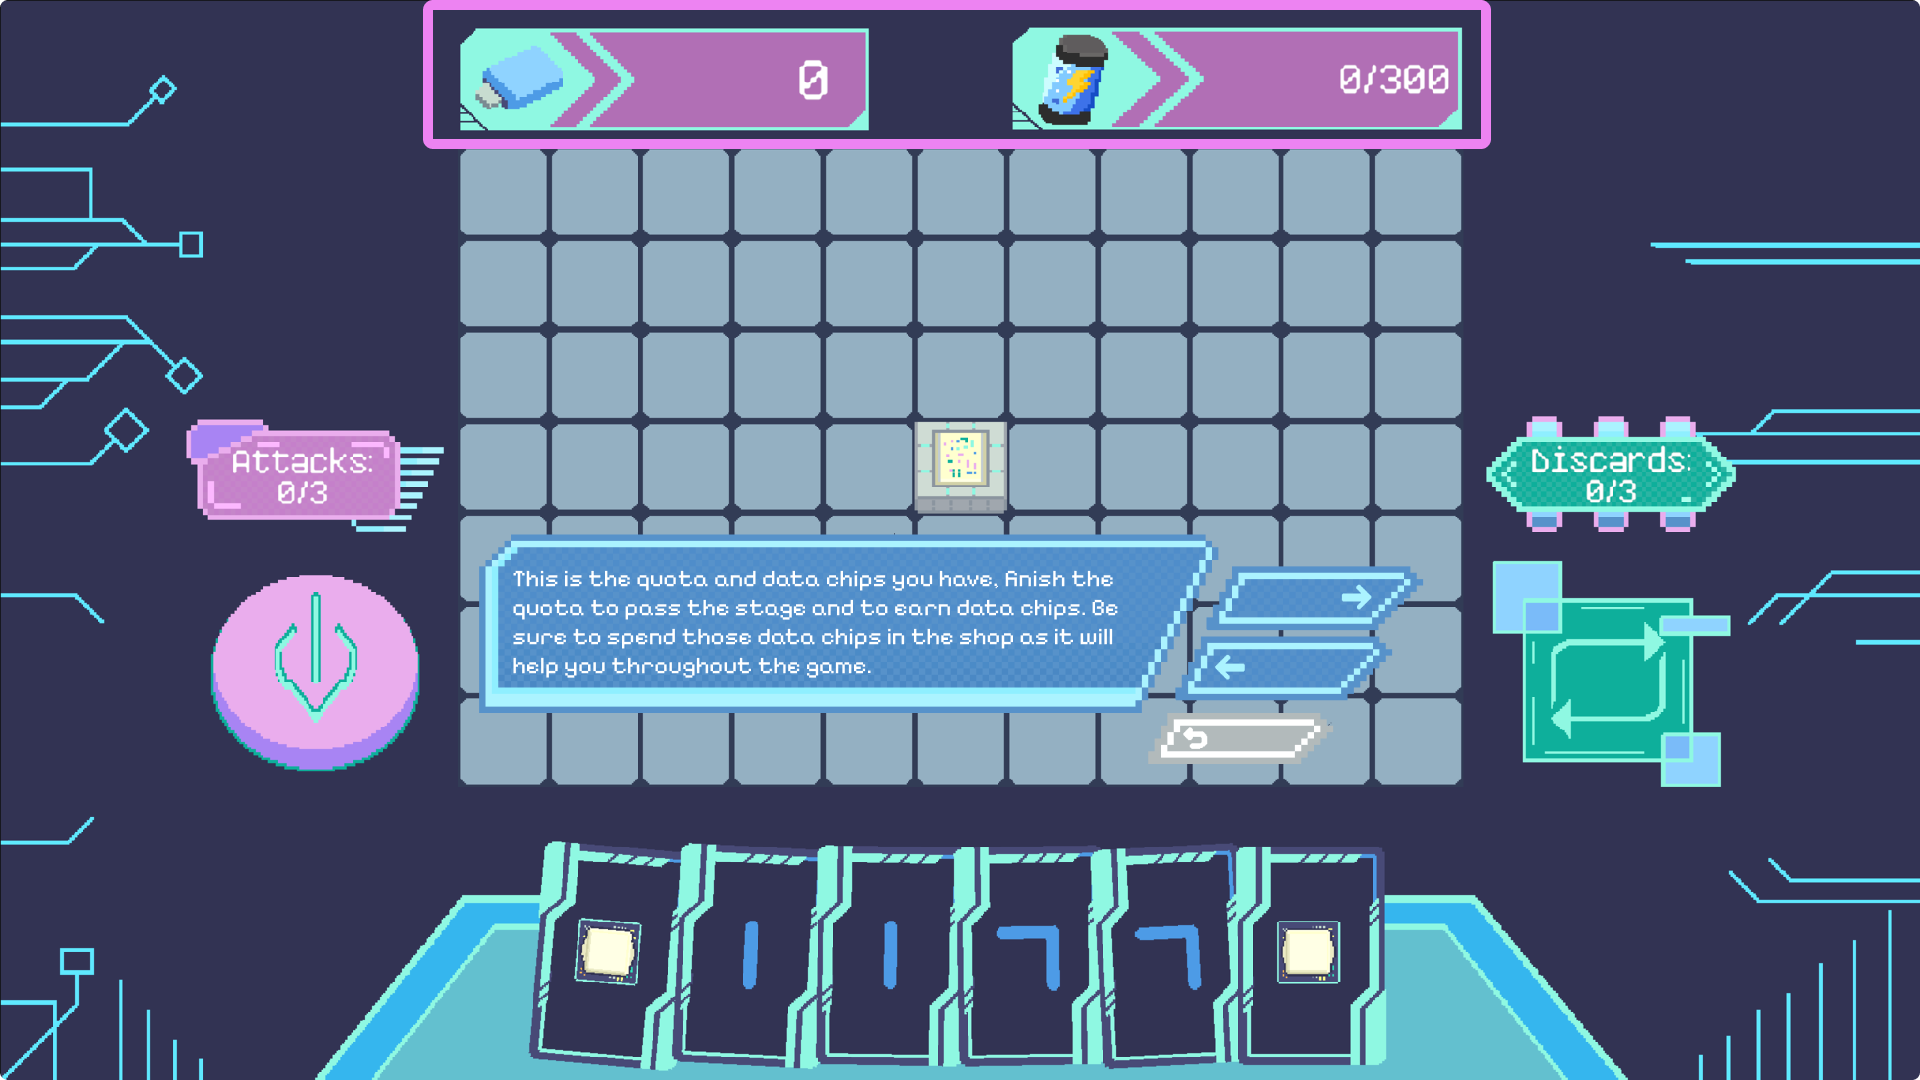 0
0/300
Attacks:
0/3
Discards:
0/3
This is the quota and data chips you have, Anish the
quota to pass the stage and to earn data chips. Be
sure to spend those data chips in the shop as it will
help you throughout the game.